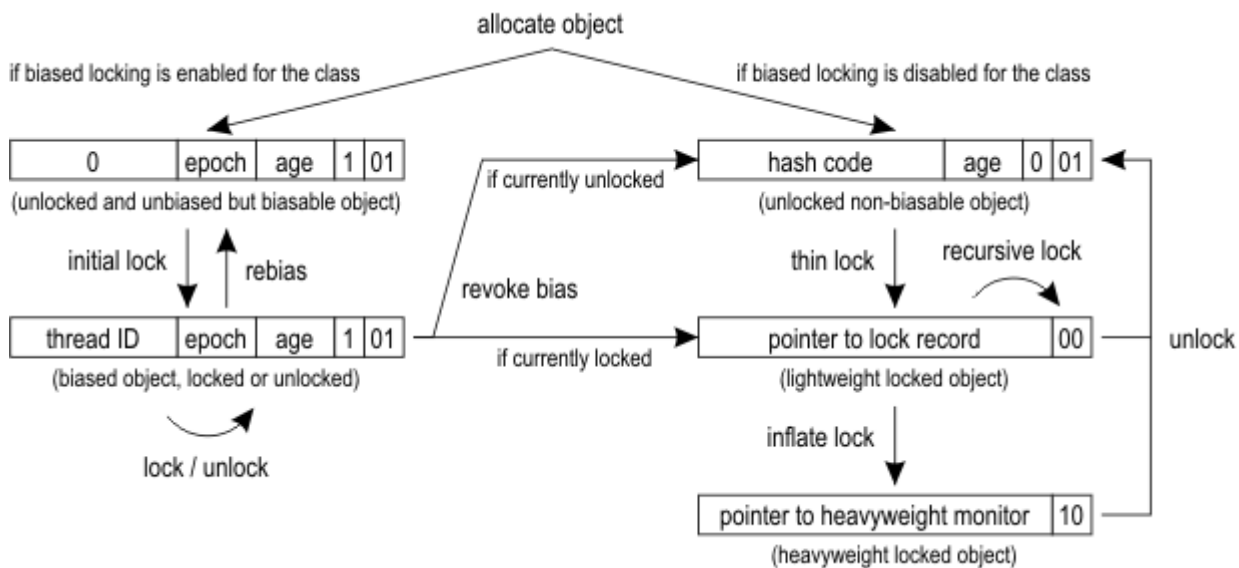 allocate object
if biased locking is enabled for the class
if biased locking is disabled for the class
0 epoch age 1 01
(unlocked and unbiased but biasable object)
hash code age 0 01
(unlocked non-biasable object)
if currently unlocked
initial lock
rebias
revoke bias
thin lock
recursive lock
thread ID epoch age 1 01
(biased object, locked or unlocked)
if currently locked
pointer to lock record 00
(lightweight locked object)
unlock
lock / unlock
inflate lock
pointer to heavyweight monitor 10
(heavyweight locked object)